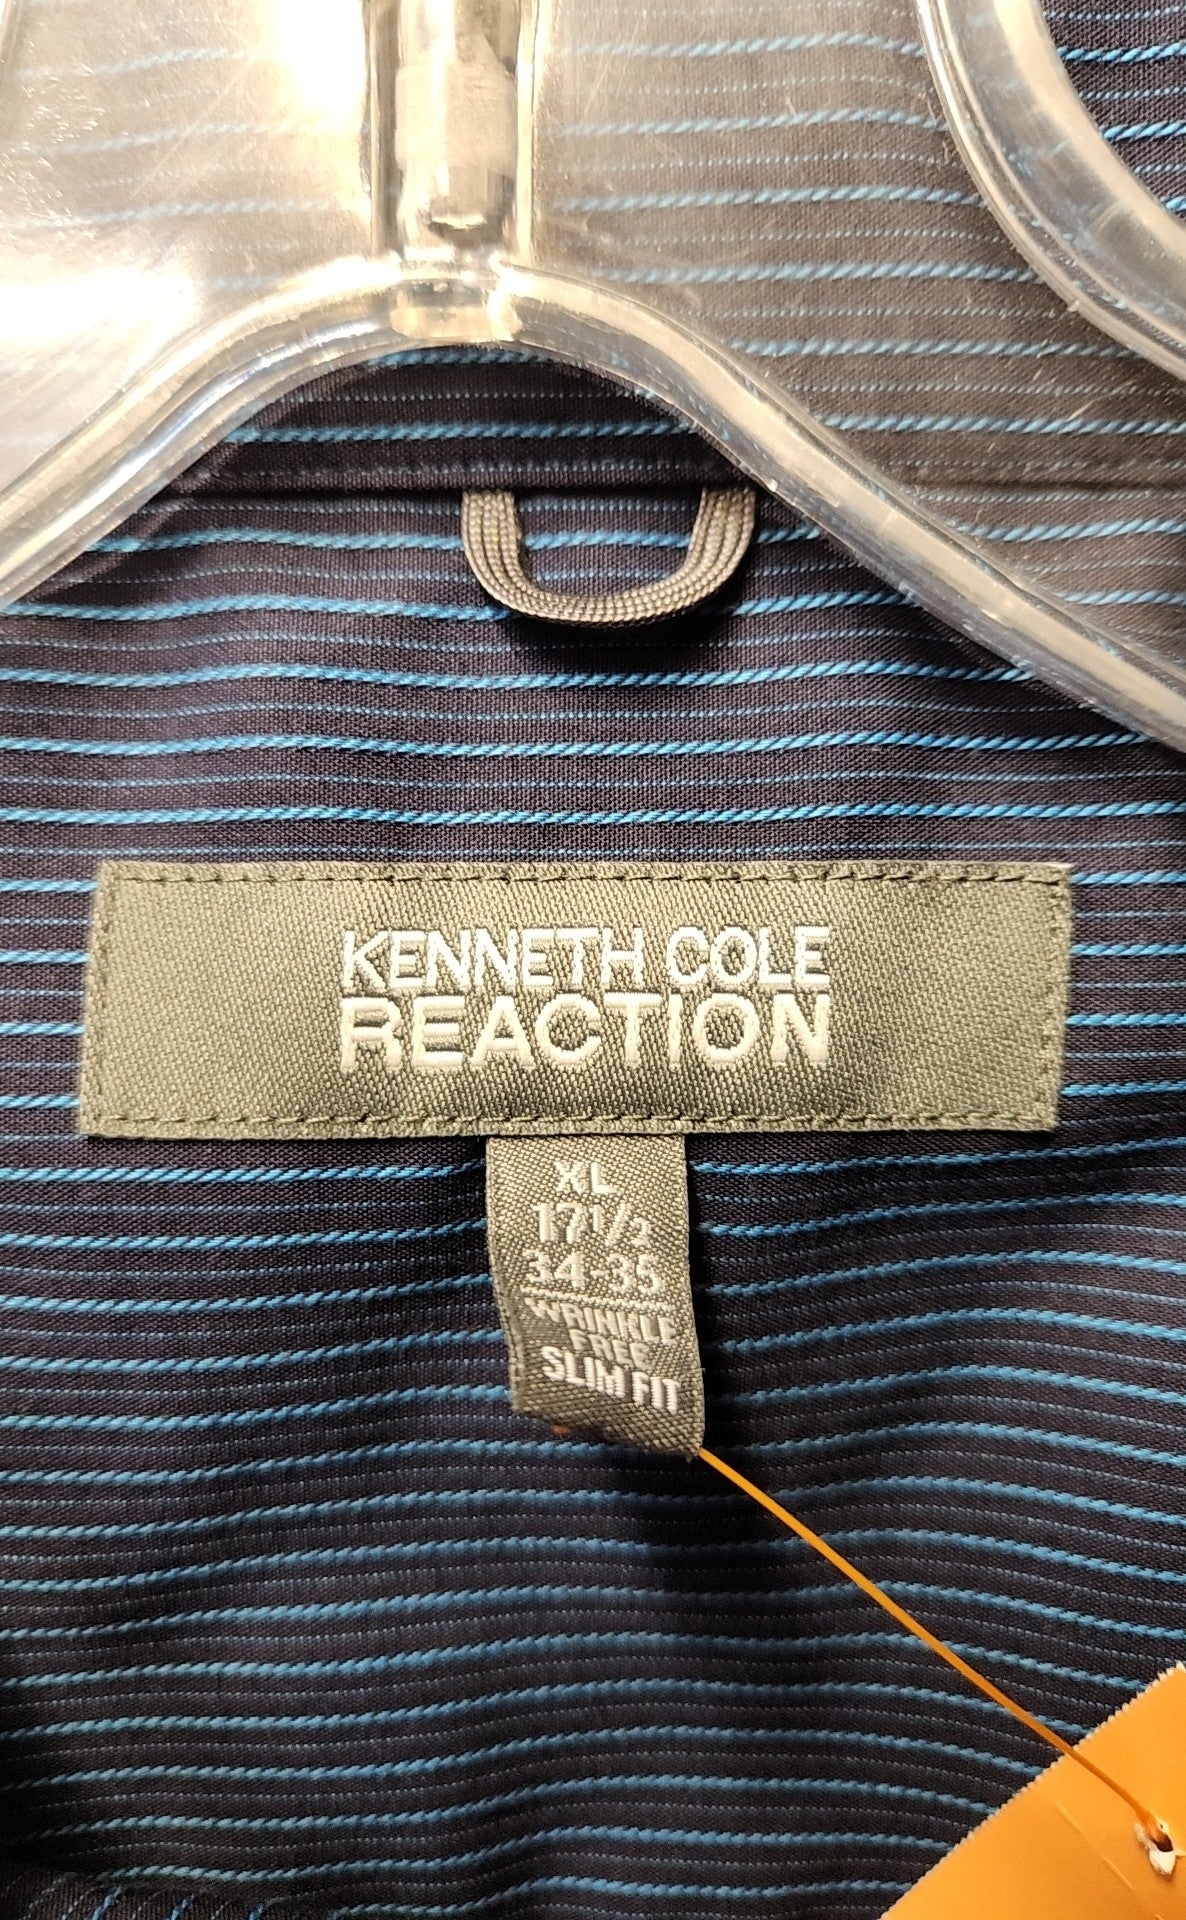 KENNETH COLE
REACTION
XL
17 1/2
34-35
WRINKLE
FREE
SLIM FIT